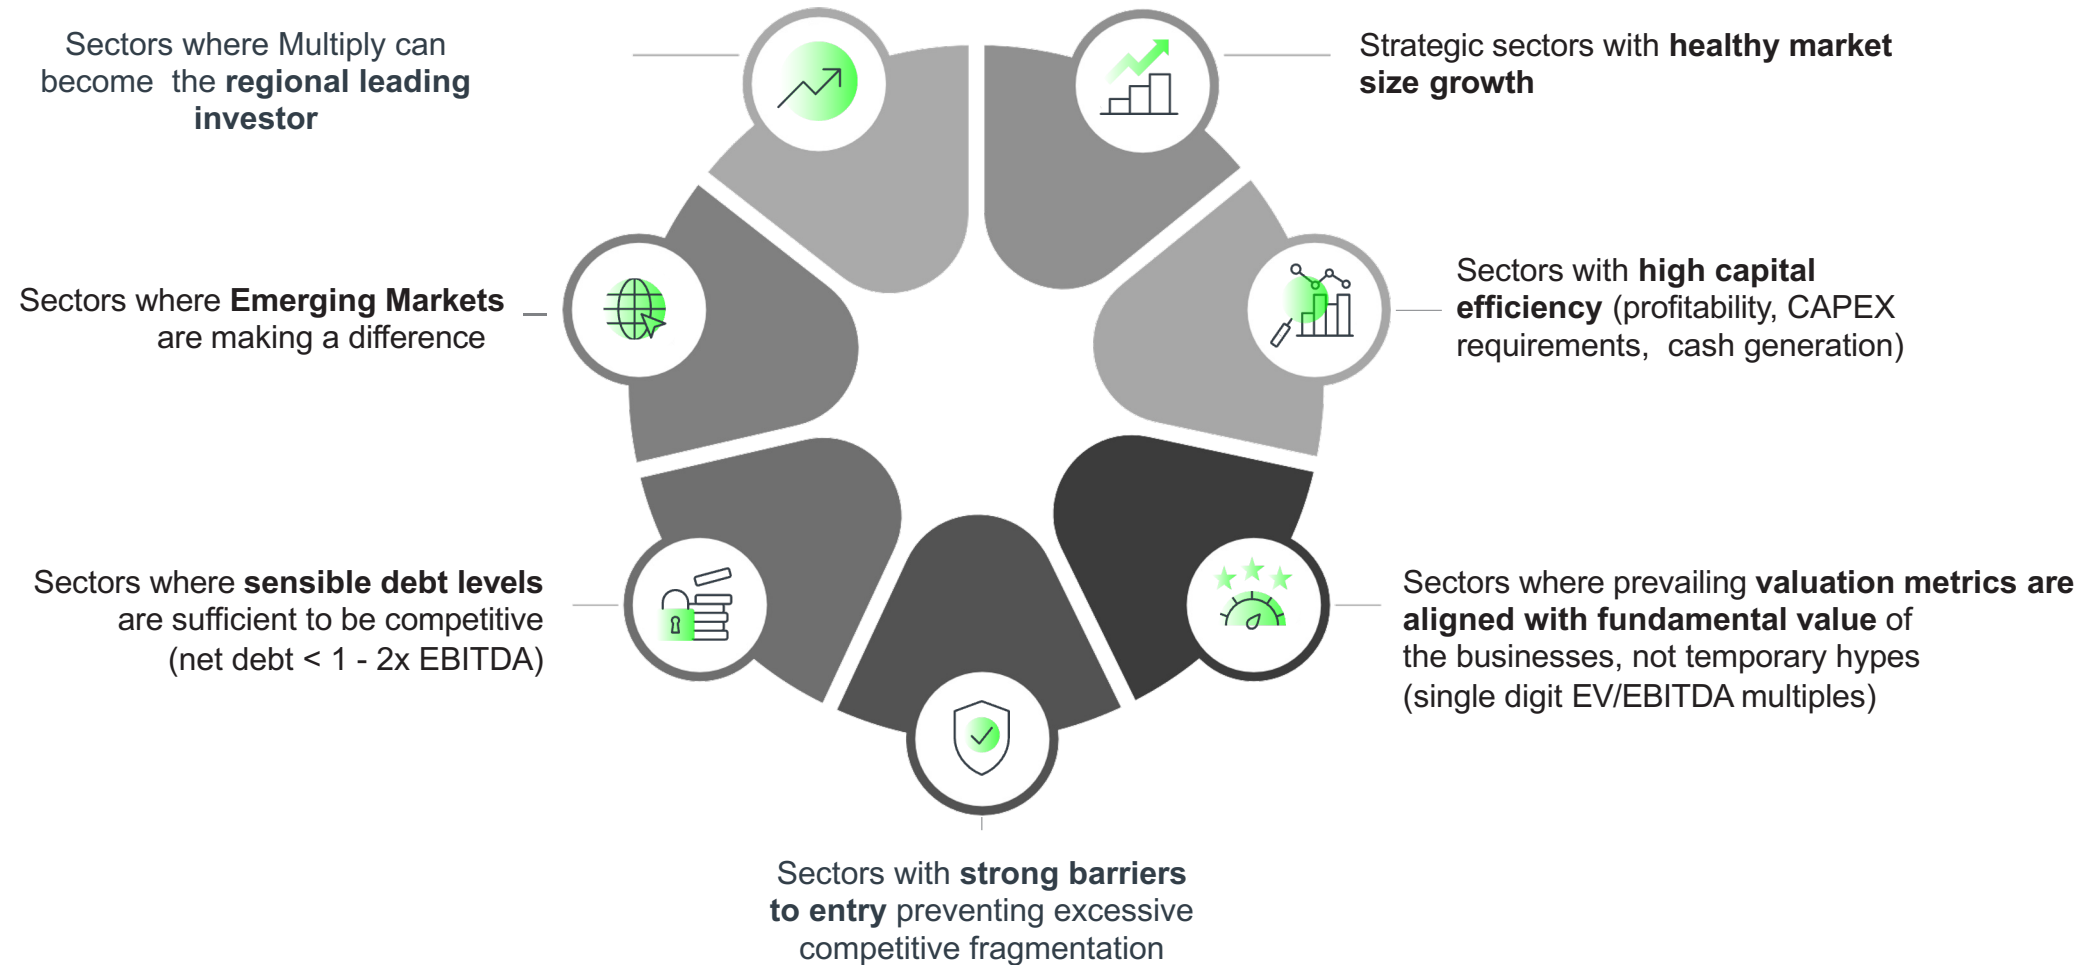 Sectors where Multiply can
become the regional leading
investor
Strategic sectors with healthy market
size growth
Sectors where Emerging Markets
are making a difference
Sectors with high capital
efficiency (profitability, CAPEX
requirements, cash generation)
Sectors where sensible debt levels
are sufficient to be competitive
(net debt < 1 - 2x EBITDA)
Sectors where prevailing valuation metrics are
aligned with fundamental value of
the businesses, not temporary hypes
(single digit EV/EBITDA multiples)
Sectors with strong barriers
to entry preventing excessive
competitive fragmentation